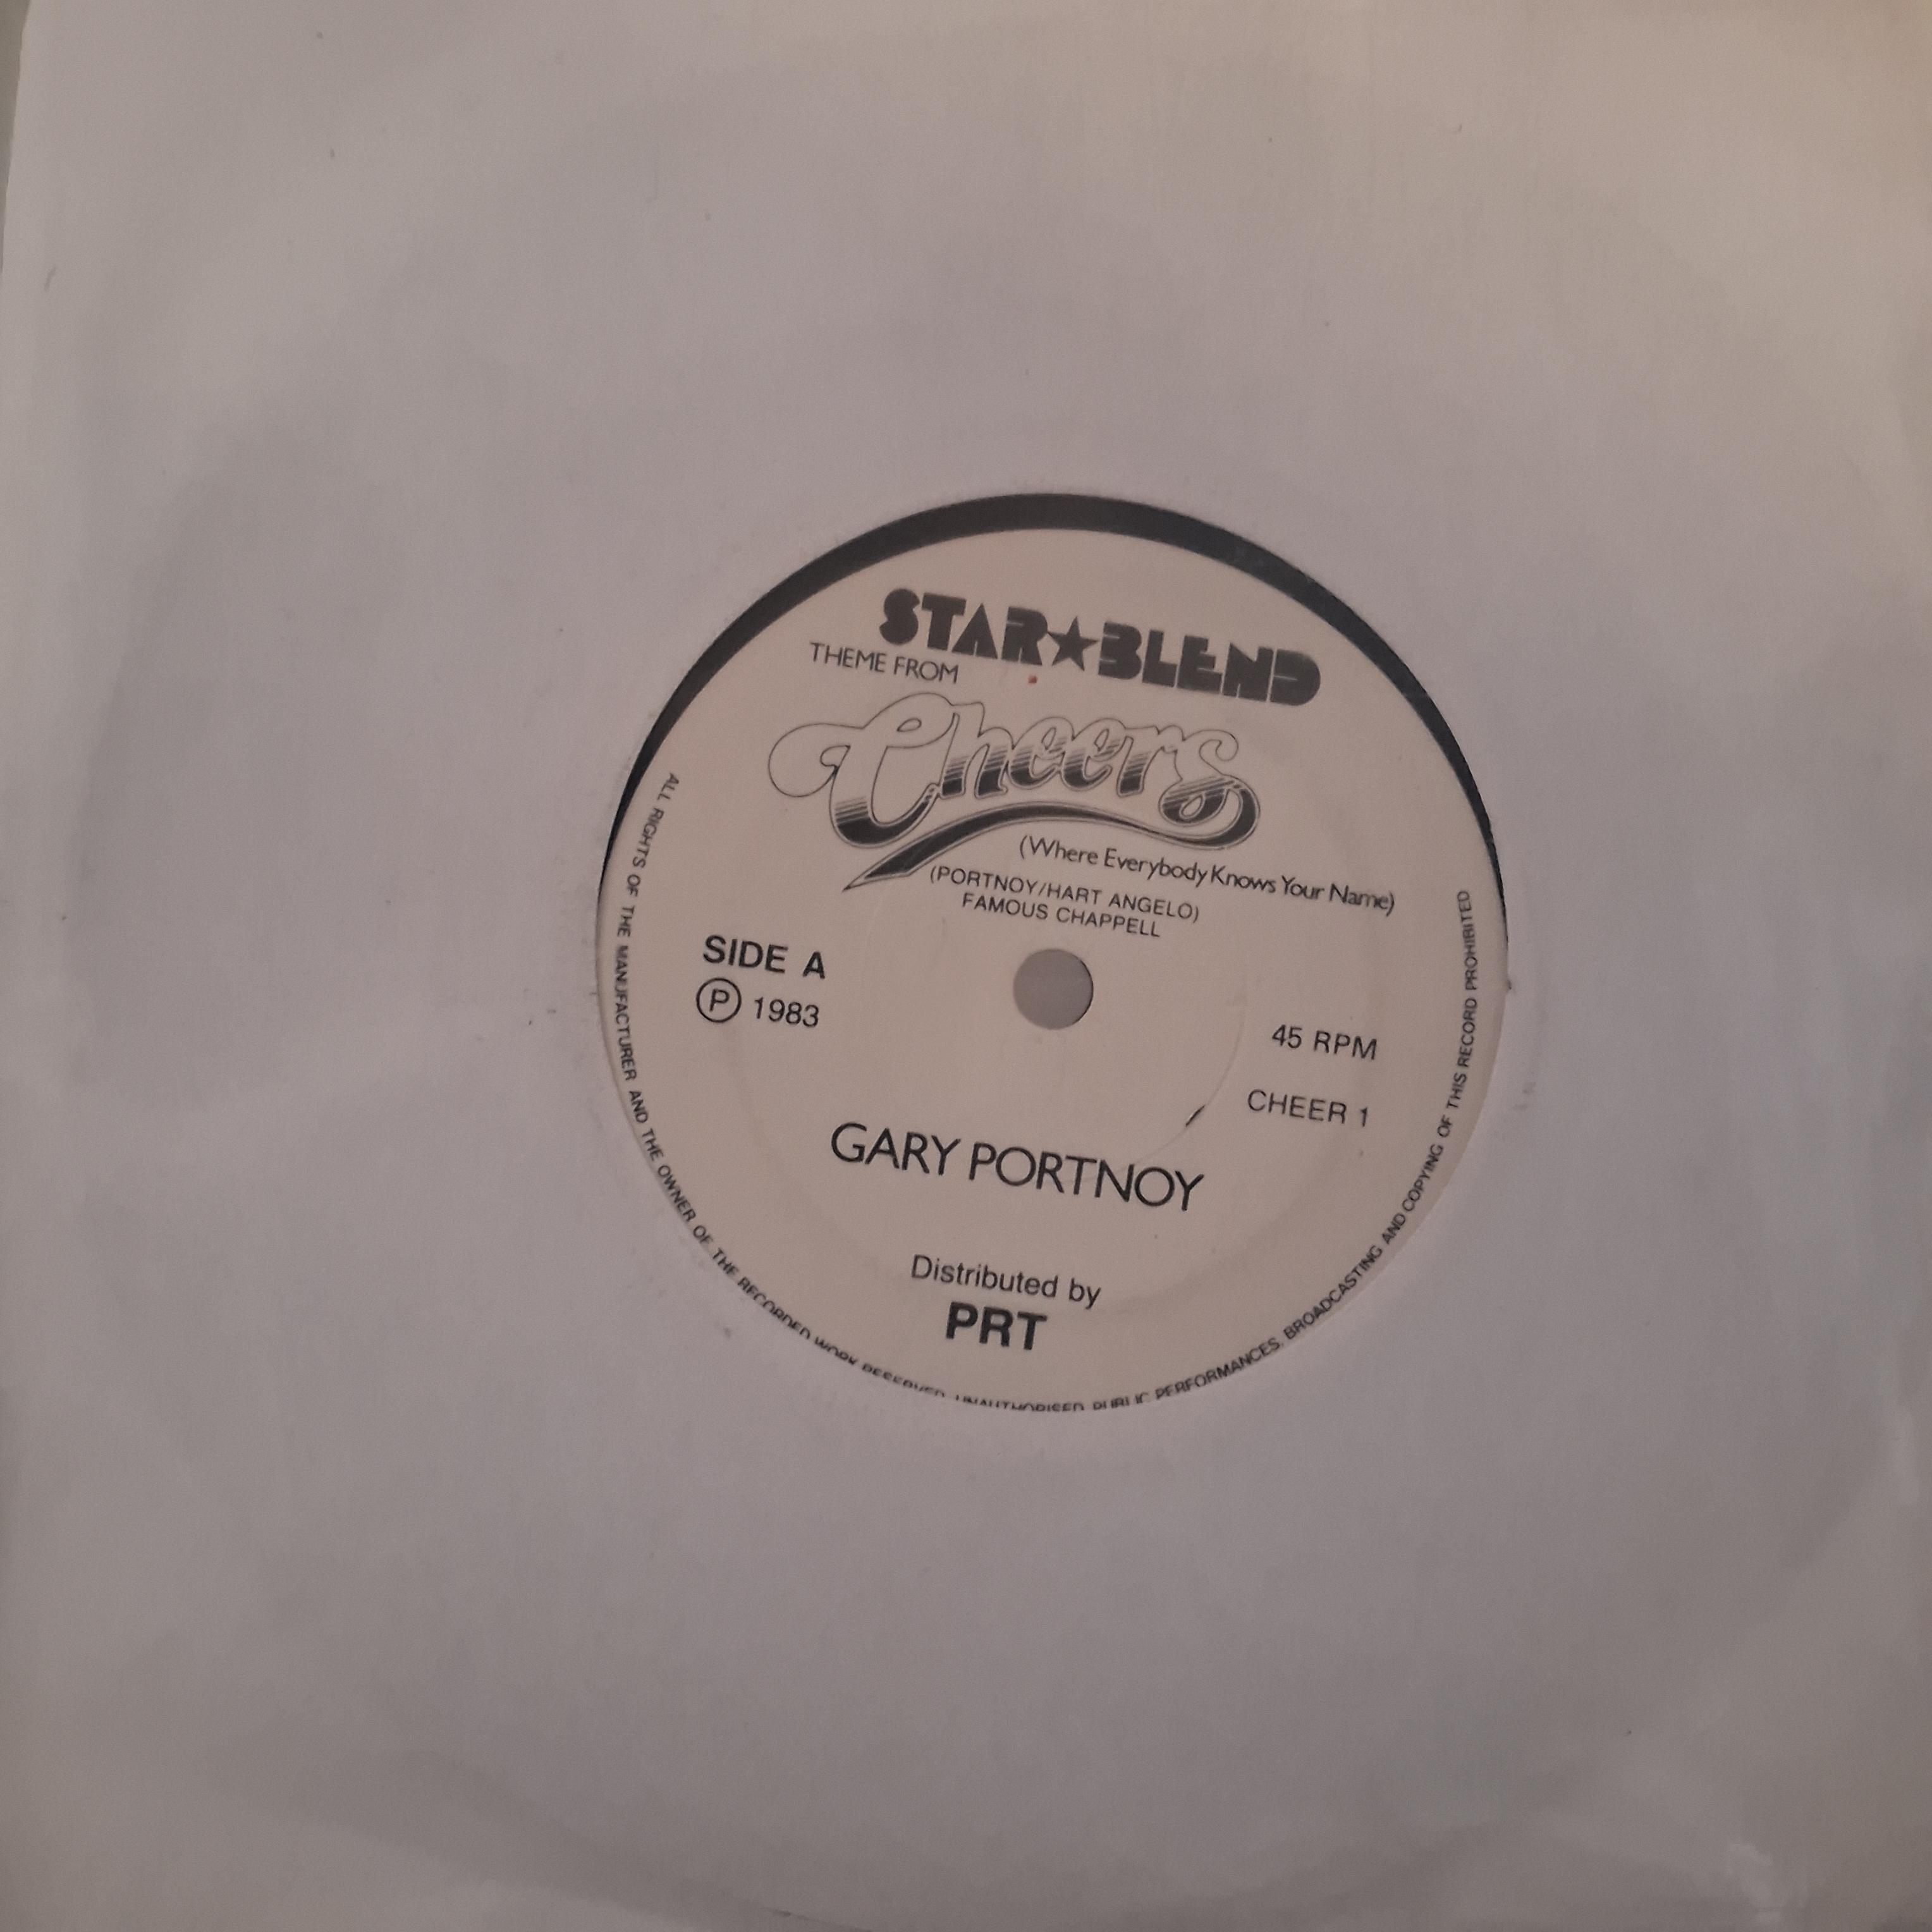 STAR★BLEND
THEME FROM
Cheers
(Where Everybody Knows Your Name)
(PORTNOY/HART ANGELO)
FAMOUS CHAPPELL
SIDE A
Ⓟ 1983
45 RPM
CHEER 1
GARY PORTNOY
Distributed by
PRT
ALL RIGHTS OF THE MANUFACTURER AND THE OWNER OF THE RECORDED WORK RESERVED. UNAUTHORISED PUBLIC PERFORMANCES, BROADCASTING AND COPYING OF THIS RECORD PROHIBITED